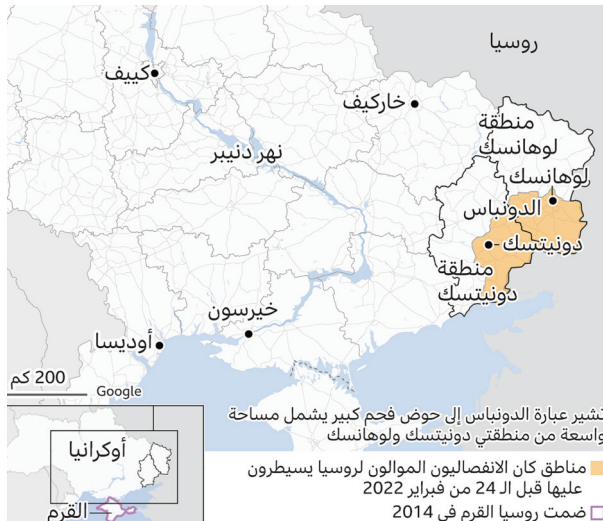 روسيا
كييف
خاركيف
منطقة
لوهانسك
نهر دنيبر
لوهانسك
الدونباس
دونيتسك
منطقة
دونيتسك
خيرسون
أوديسا
200 كم
Google
تشير عبارة الدونباس إلى حوض فحم كبير يشمل مساحة
واسعة من منطقتي دونيتسك ولوهانسك
أوكرانيا
مناطق كان الانفصاليون الموالون لروسيا يسيطرون
عليها قبل الـ 24 من فبراير 2022
القرم
ضمت روسيا القرم في 2014